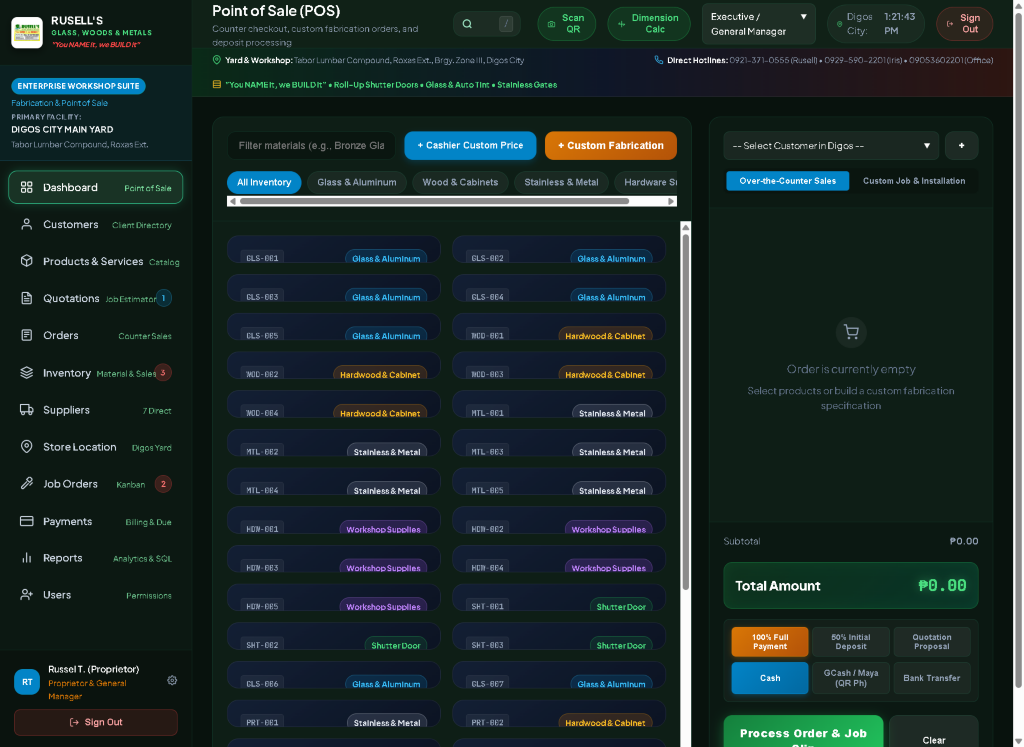 RUSELL'S
GLASS, WOODS & METALS
"You NAME it, we BUILD it"
ENTERPRISE WORKSHOP SUITE
Fabrication & Point of Sale
PRIMARY FACILITY:
DIGOS CITY MAIN YARD
Tabor Lumber Compound, Roxas Ext.
Dashboard Point of Sale
Customers Client Directory
Products & Services Catalog
Quotations Job Estimator 1
Orders Counter Sales
Inventory Material & Sales 3
Suppliers 7 Direct
Store Location Digos Yard
Job Orders Kanban 2
Payments Billing & Due
Reports Analytics & SQL
Users Permissions
RT
Russel T. (Proprietor)
Proprietor & General
Manager
Sign Out
Point of Sale (POS)
Counter checkout, custom fabrication orders, and
deposit processing
/
Scan
QR
Dimension
Calc
Executive /
General Manager
Digos
City:
1:21:43
PM
Sign
Out
Yard & Workshop: Tabor Lumber Compound, Roxas Ext., Brgy. Zone III, Digos City
Direct Hotlines: 0921-371-0555 (Rusell) • 0929-590-2201 (Iris) • 09053602201 (Office)
"You NAME it, we BUILD it" • Roll-Up Shutter Doors • Glass & Auto Tint • Stainless Gates
Filter materials (e.g., Bronze Gla
+ Cashier Custom Price
+ Custom Fabrication
All Inventory
Glass & Aluminum
Wood & Cabinets
Stainless & Metal
Hardware Su
GLS-001 Glass & Aluminum
GLS-002 Glass & Aluminum
GLS-003 Glass & Aluminum
GLS-004 Glass & Aluminum
GLS-005 Glass & Aluminum
WOD-001 Hardwood & Cabinet
WOD-002 Hardwood & Cabinet
WOD-003 Hardwood & Cabinet
WOD-004 Hardwood & Cabinet
MTL-001 Stainless & Metal
MTL-002 Stainless & Metal
MTL-003 Stainless & Metal
MTL-004 Stainless & Metal
MTL-005 Stainless & Metal
HDW-001 Workshop Supplies
HDW-002 Workshop Supplies
HDW-003 Workshop Supplies
HDW-004 Workshop Supplies
HDW-005 Workshop Supplies
SHT-001 Shutter Door
SHT-002 Shutter Door
SHT-003 Shutter Door
GLS-006 Glass & Aluminum
GLS-007 Glass & Aluminum
PRT-001 Stainless & Metal
PRT-002 Hardwood & Cabinet
-- Select Customer in Digos --
+
Over-the-Counter Sales
Custom Job & Installation
Order is currently empty
Select products or build a custom fabrication
specification
Subtotal ₱0.00
Total Amount ₱0.00
100% Full
Payment
50% Initial
Deposit
Quotation
Proposal
Cash
GCash / Maya
(QR Ph)
Bank Transfer
Process Order & Job
Clear